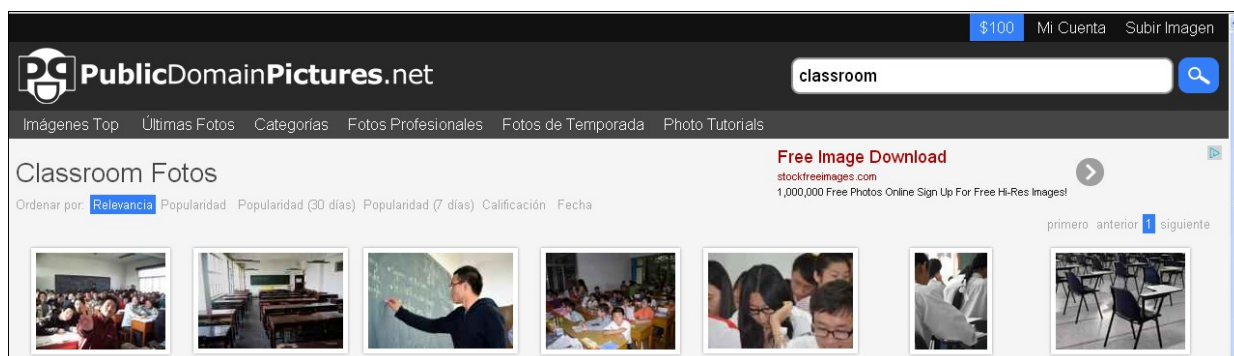 $100 Mi Cuenta Subir Imagen
PublicDomainPictures.net
classroom
Imágenes Top Últimas Fotos Categorías Fotos Profesionales Fotos de Temporada Photo Tutorials
Classroom Fotos
Ordenar por: Relevancia Popularidad Popularidad (30 días) Popularidad (7 días) Calificación Fecha
Free Image Download
stockfreeimages.com
1,000,000 Free Photos Online Sign Up For Free Hi-Res Images!
primero anterior 1 siguiente